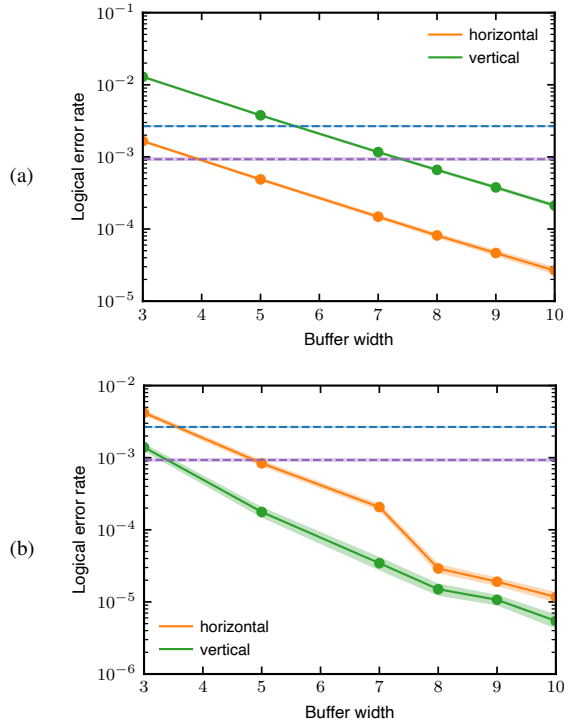 (a)
Logical error rate
10⁻¹
10⁻²
10⁻³
10⁻⁴
10⁻⁵
horizontal
vertical
3 4 5 6 7 8 9 10
Buffer width
(b)
Logical error rate
10⁻²
10⁻³
10⁻⁴
10⁻⁵
10⁻⁶
horizontal
vertical
3 4 5 6 7 8 9 10
Buffer width